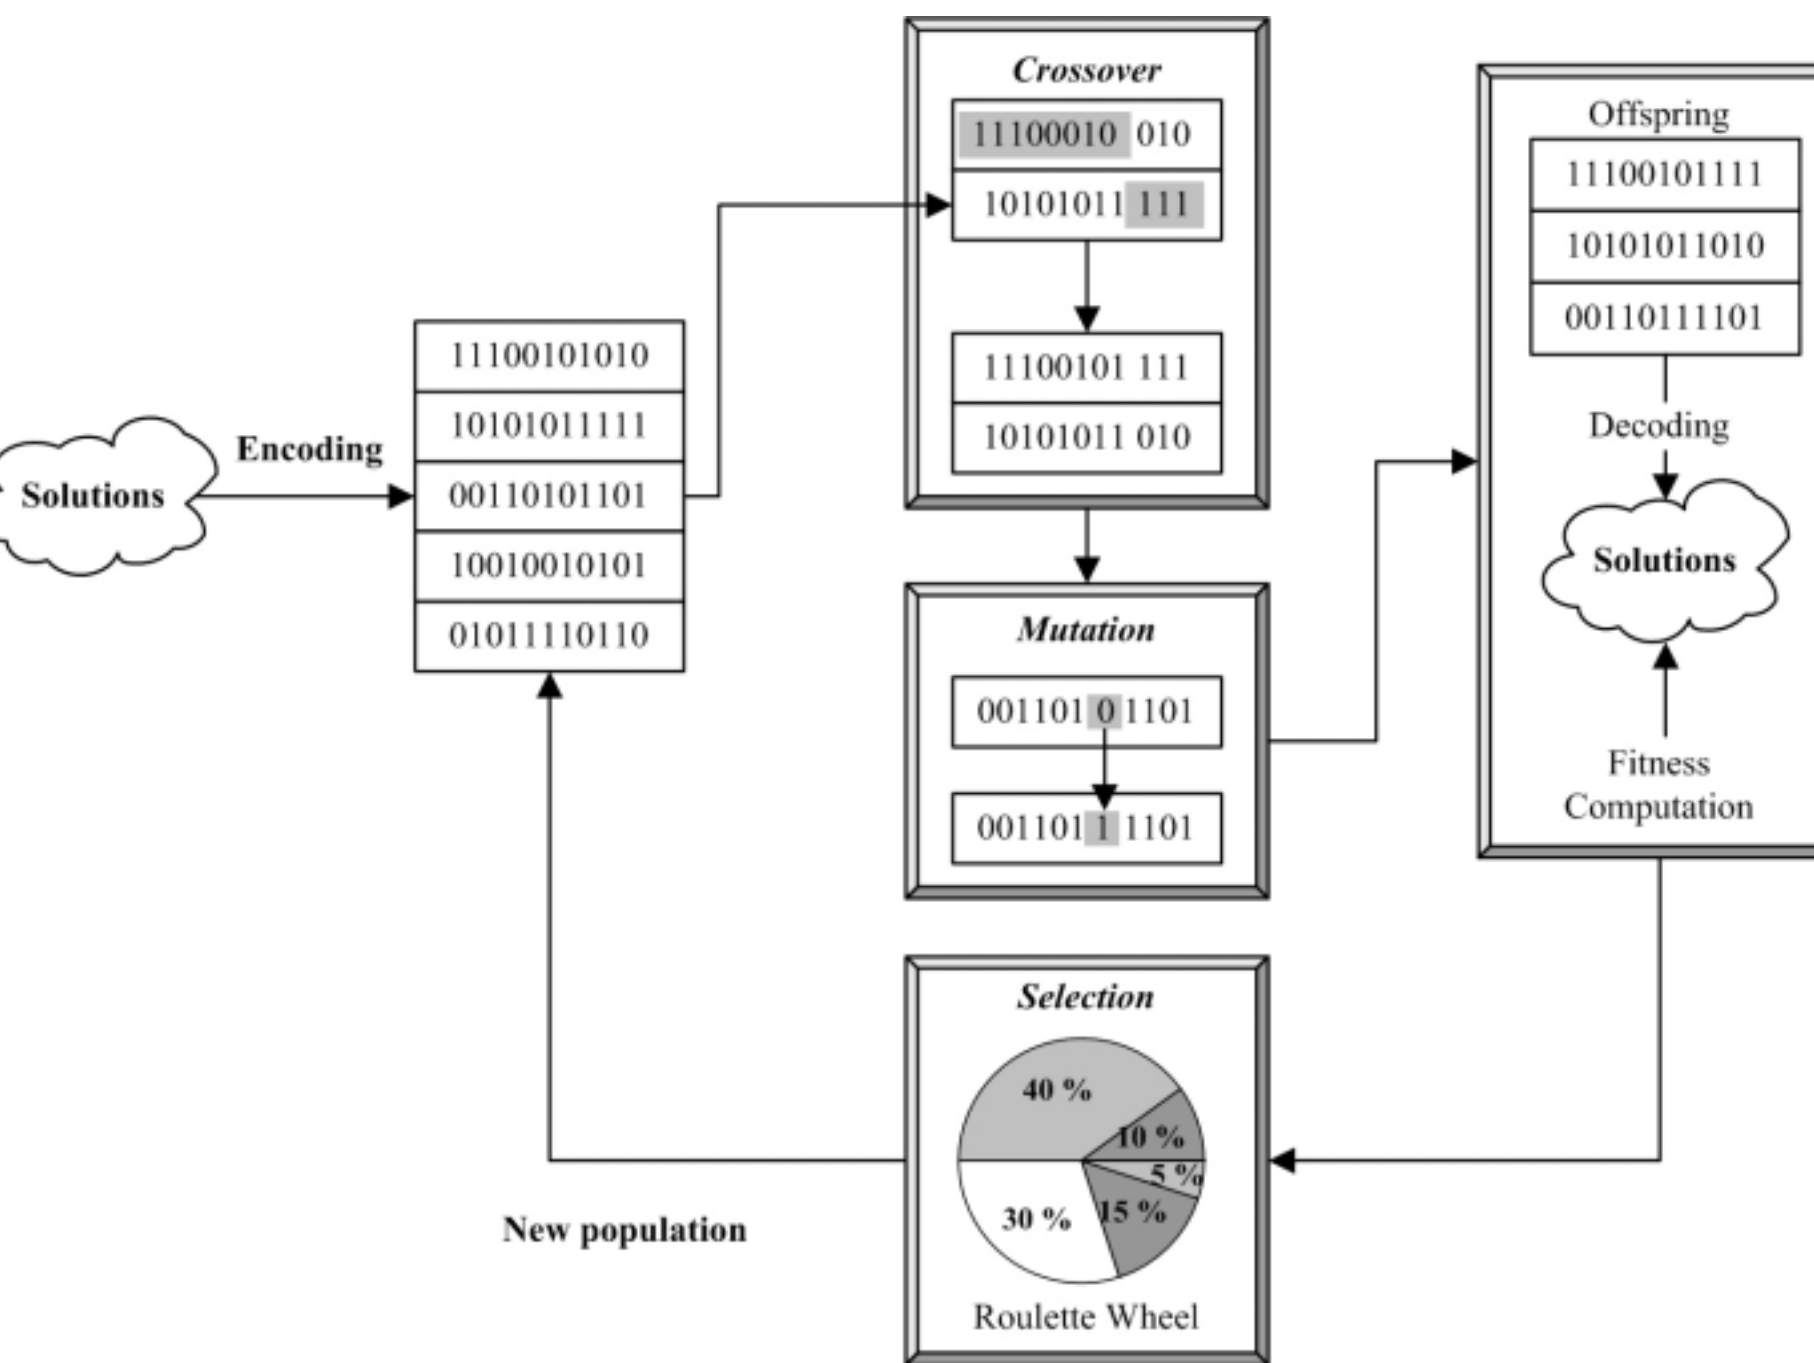 Solutions
Encoding
11100101010
10101011111
00110101101
10010010101
01011110110
Crossover
11100010 010
10101011 111
11100101 111
10101011 010
Mutation
001101 0 1101
001101 1 1101
Offspring
11100101111
10101011010
00110111101
Decoding
Solutions
Fitness
Computation
Selection
40 %
10 %
5 %
15 %
30 %
Roulette Wheel
New population